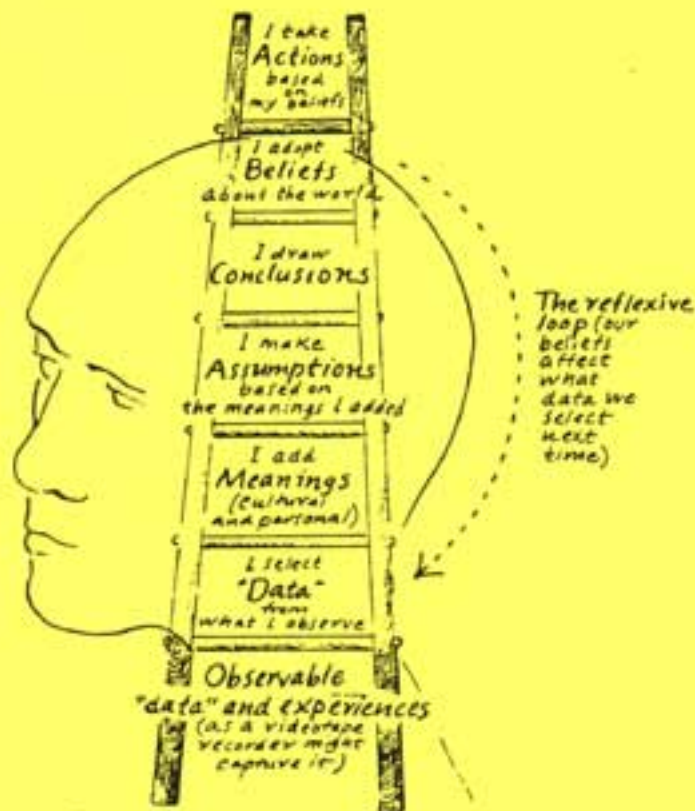 I take
Actions
based
on
my beliefs
I adopt
Beliefs
about the world
I draw
Conclusions
I make
Assumptions
based on
the meanings I added
I add
Meanings
(cultural
and personal)
I select
"Data"
from
what I observe
Observable
"data" and experiences
(as a videotape
recorder might
capture it)
The reflexive
loop (our
beliefs
affect
what
data we
select
next
time)